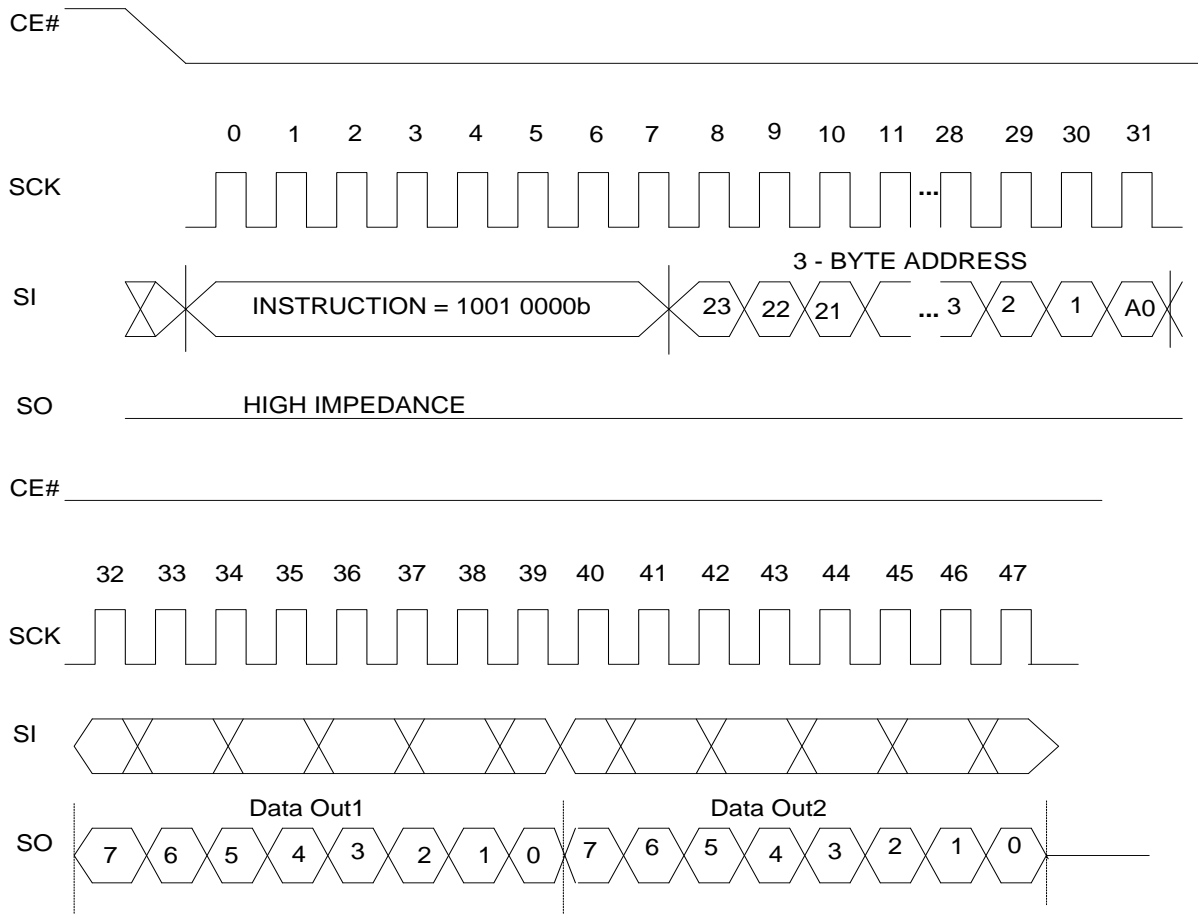 CE#
0 1 2 3 4 5 6 7 8 9 10 11 28 29 30 31
SCK ...
3 - BYTE ADDRESS
SI INSTRUCTION = 1001 0000b 23 22 21 ... 3 2 1 A0
SO HIGH IMPEDANCE
CE#
32 33 34 35 36 37 38 39 40 41 42 43 44 45 46 47
SCK
SI
Data Out1 Data Out2
SO 7 6 5 4 3 2 1 0 7 6 5 4 3 2 1 0